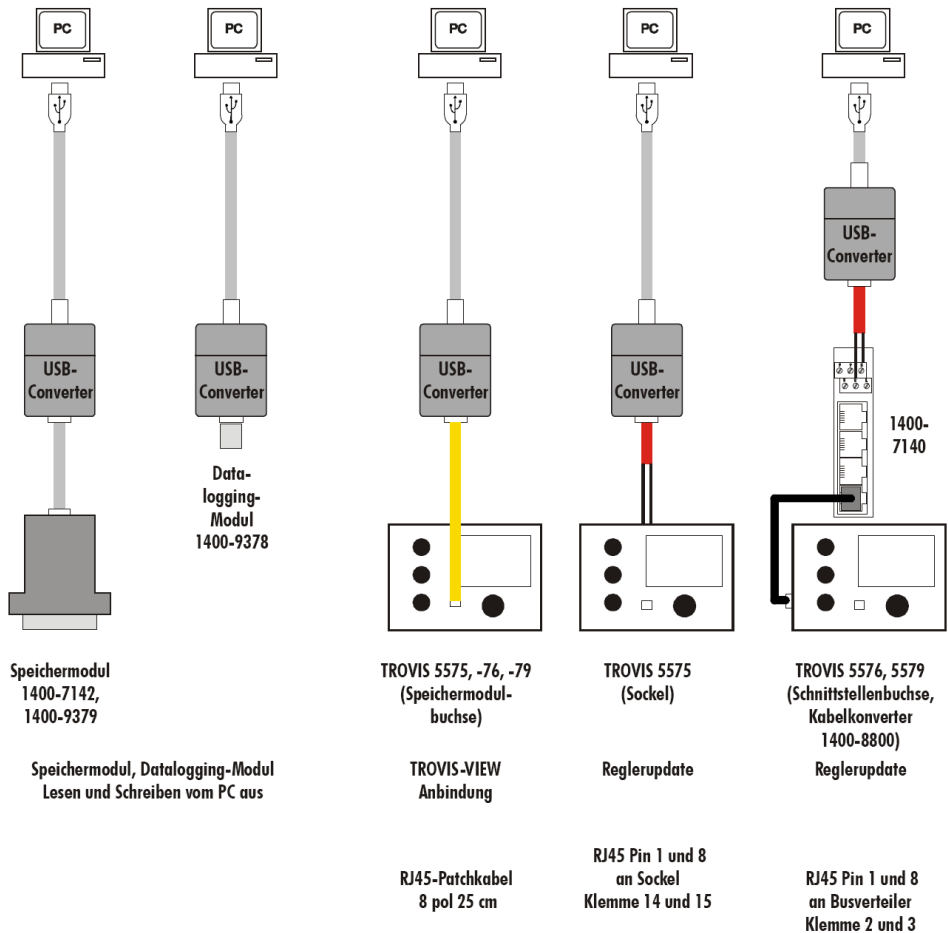 PC
PC
PC
PC
PC
USB-
Converter
USB-
Converter
USB-
Converter
USB-
Converter
USB-
Converter
1400-
7140
Data-
logging-
Modul
1400-9378
Speichermodul
1400-7142,
1400-9379
TROVIS 5575, -76, -79
(Speichermodul-
buchse)
TROVIS 5575
(Sockel)
TROVIS 5576, 5579
(Schnittstellenbuchse,
Kabelkonverter
1400-8800)
Speichermodul, Datalogging-Modul
Lesen und Schreiben vom PC aus
TROVIS-VIEW
Anbindung
Reglerupdate
Reglerupdate
RJ45-Patchkabel
8 pol 25 cm
RJ45 Pin 1 und 8
an Sockel
Klemme 14 und 15
RJ45 Pin 1 und 8
an Busverteiler
Klemme 2 und 3